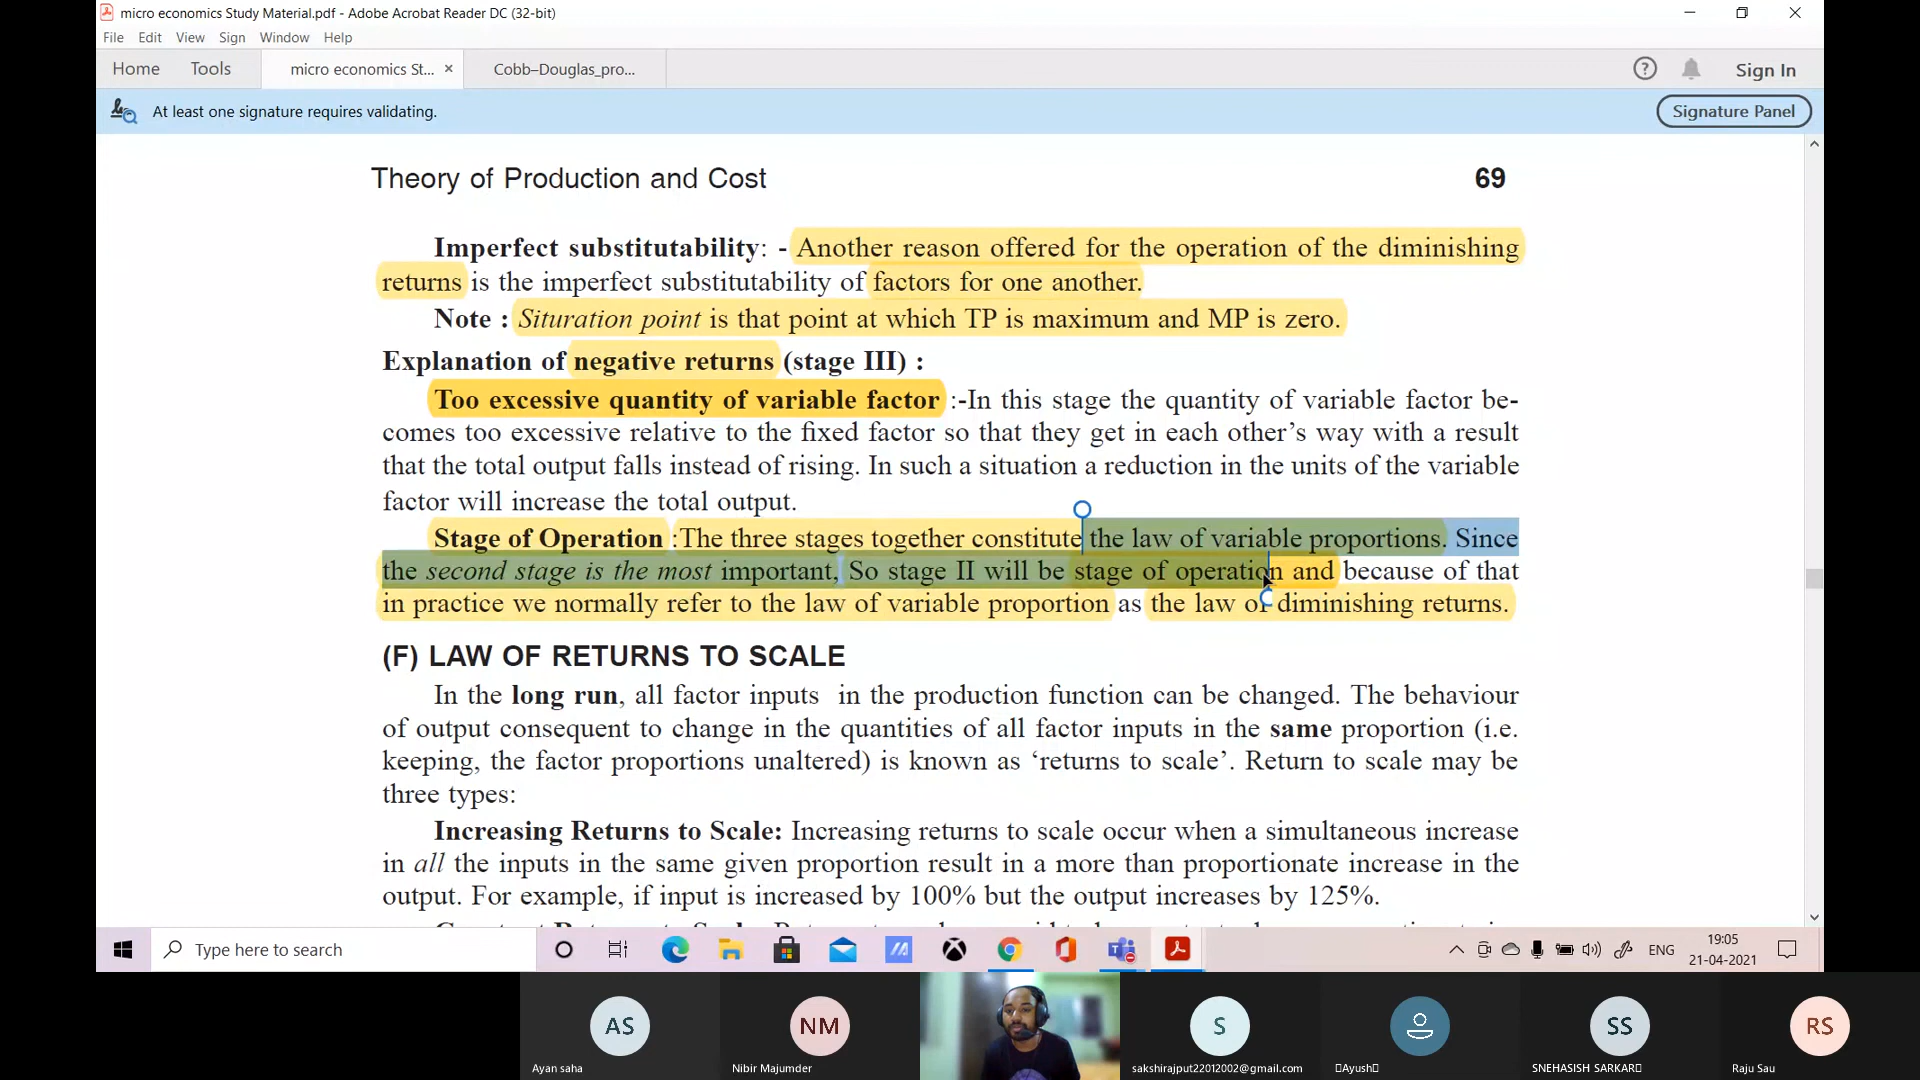 micro economics Study Material.pdf - Adobe Acrobat Reader DC (32-bit)
File Edit View Sign Window Help
Home Tools micro economics St... × Cobb–Douglas_pro... Sign In
At least one signature requires validating. Signature Panel
Theory of Production and Cost 69
Imperfect substitutability: - Another reason offered for the operation of the diminishing
returns is the imperfect substitutability of factors for one another.
Note : Situration point is that point at which TP is maximum and MP is zero.
Explanation of negative returns (stage III) :
Too excessive quantity of variable factor :-In this stage the quantity of variable factor be-
comes too excessive relative to the fixed factor so that they get in each other’s way with a result
that the total output falls instead of rising. In such a situation a reduction in the units of the variable
factor will increase the total output.
Stage of Operation :The three stages together constitute the law of variable proportions. Since
the second stage is the most important, So stage II will be stage of operation and because of that
in practice we normally refer to the law of variable proportion as the law of diminishing returns.
(F) LAW OF RETURNS TO SCALE
In the long run, all factor inputs in the production function can be changed. The behaviour
of output consequent to change in the quantities of all factor inputs in the same proportion (i.e.
keeping, the factor proportions unaltered) is known as ‘returns to scale’. Return to scale may be
three types:
Increasing Returns to Scale: Increasing returns to scale occur when a simultaneous increase
in all the inputs in the same given proportion result in a more than proportionate increase in the
output. For example, if input is increased by 100% but the output increases by 125%.
Type here to search ENG 19:05
21-04-2021
AS NM S SS RS
Ayan saha Nibir Majumder sakshirajput22012002@gmail.com Ayush SNEHASISH SARKAR Raju Sau